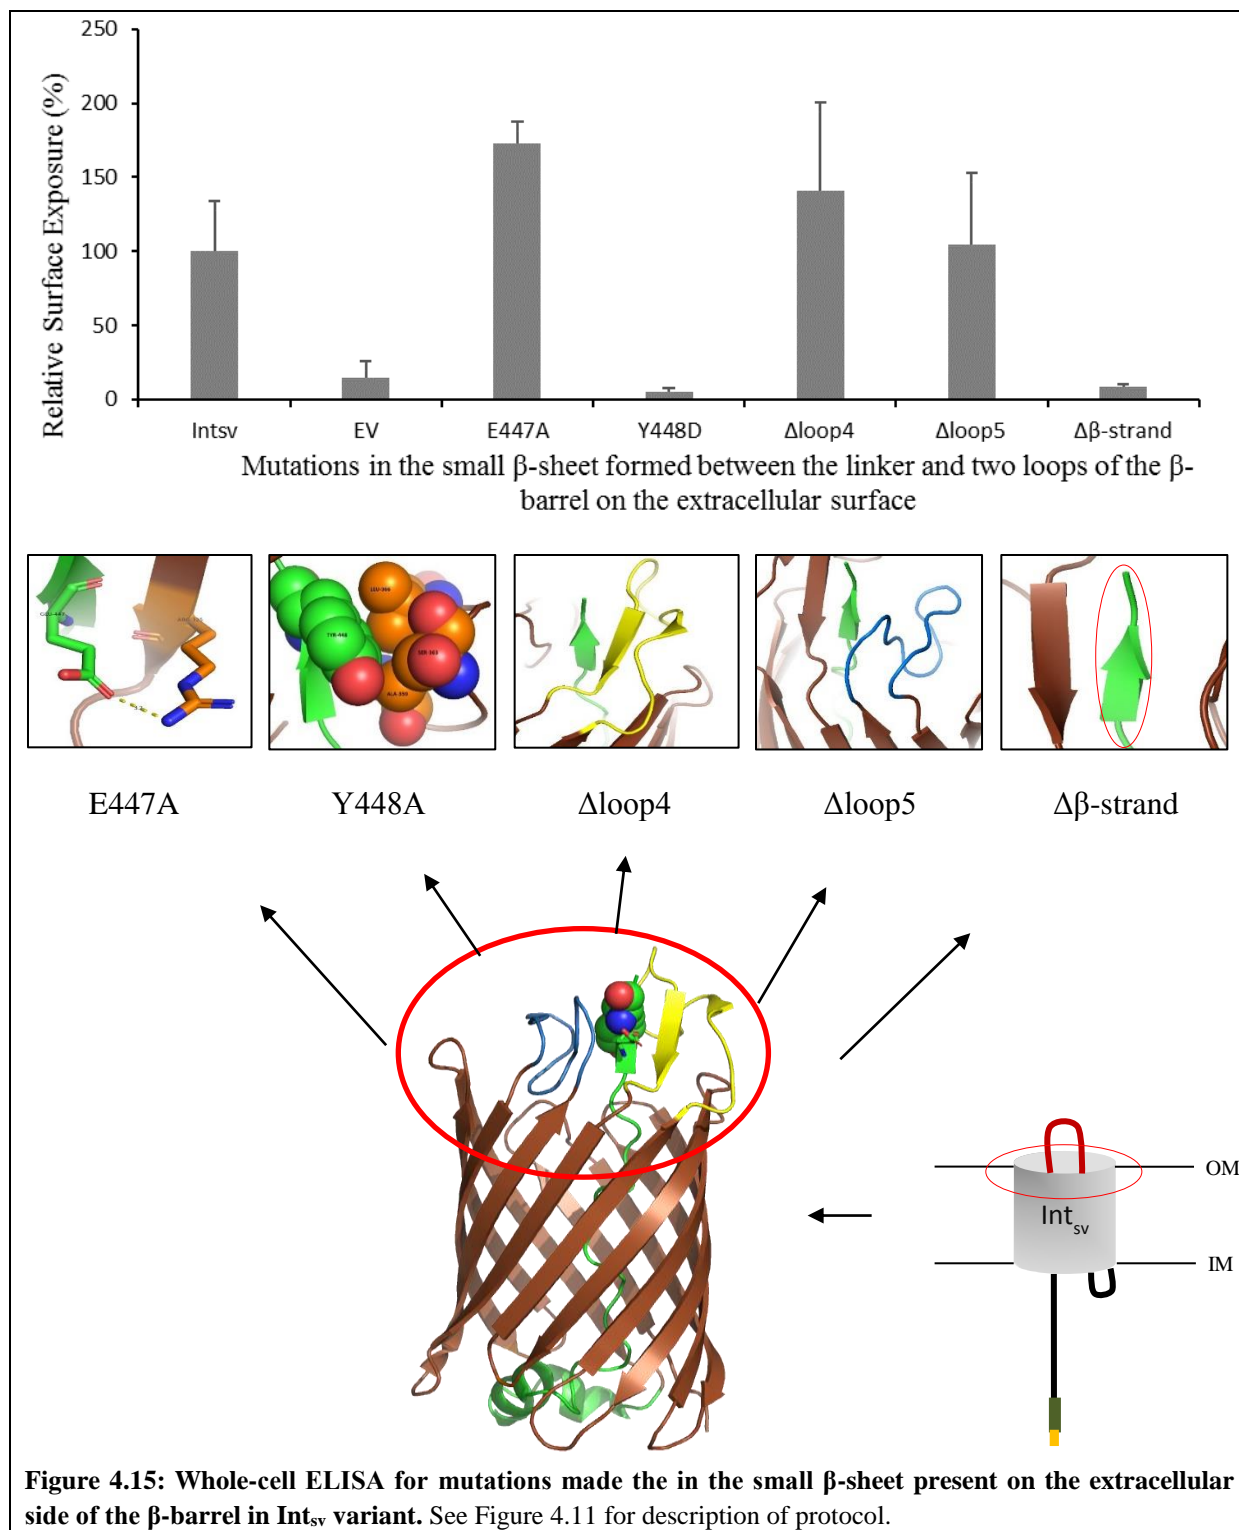 250
200
150
100
50
0
Relative Surface Exposure (%)
Intsv EV E447A Y448D Δloop4 Δloop5 Δβ-strand
Mutations in the small β-sheet formed between the linker and two loops of the β-
barrel on the extracellular surface
TYR-448
SER-363
E447A Y448A Δloop4 Δloop5 Δβ-strand
OM
Intsv
IM
Figure 4.15: Whole-cell ELISA for mutations made the in the small β-sheet present on the extracellular
side of the β-barrel in Intsv variant. See Figure 4.11 for description of protocol.